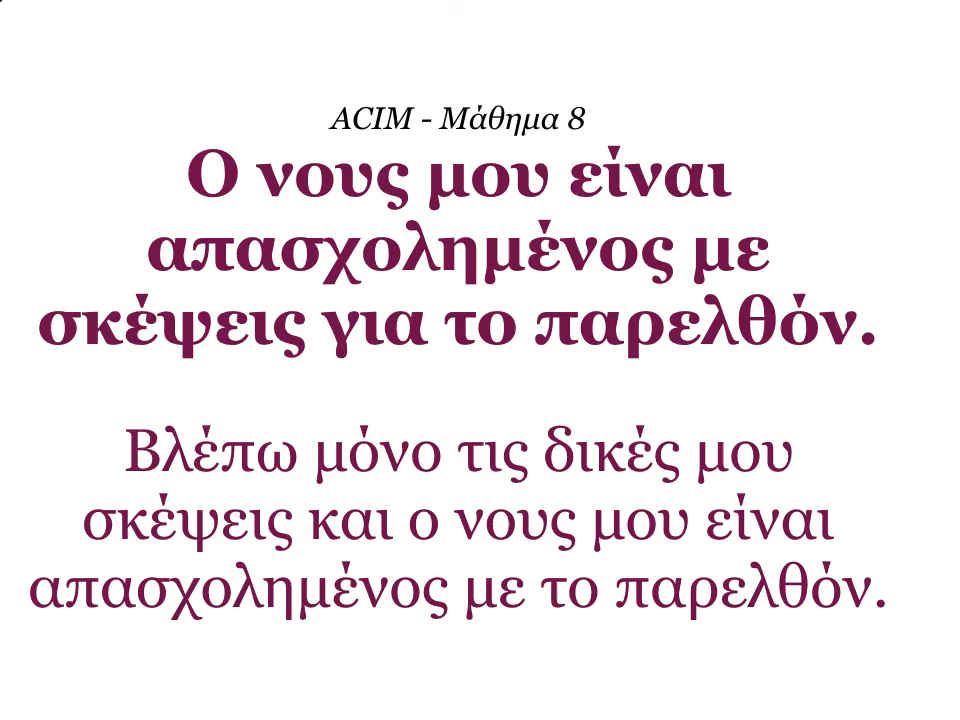 ACIM - Μάθημα 8
Ο νους μου είναι
απασχολημένος με
σκέψεις για το παρελθόν.
Βλέπω μόνο τις δικές μου
σκέψεις και ο νους μου είναι
απασχολημένος με το παρελθόν.